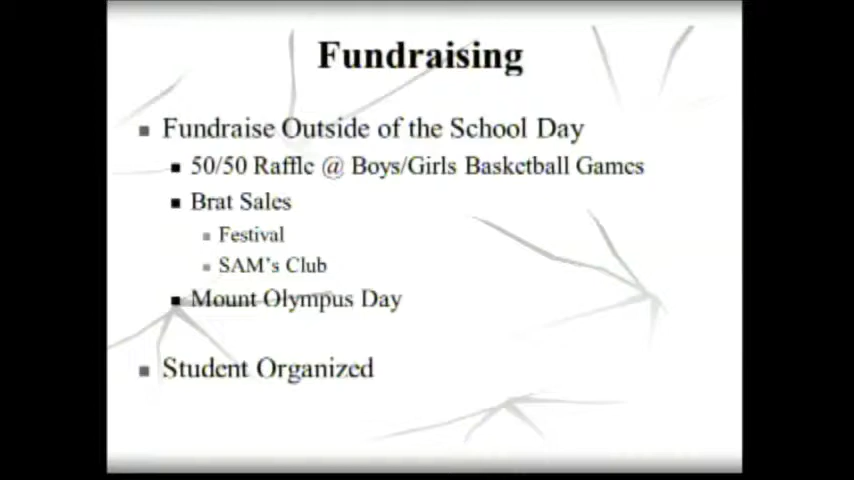 Fundraising
Fundraise Outside of the School Day
50/50 Raffle @ Boys/Girls Basketball Games
Brat Sales
Festival
SAM's Club
Mount Olympus Day
Student Organized